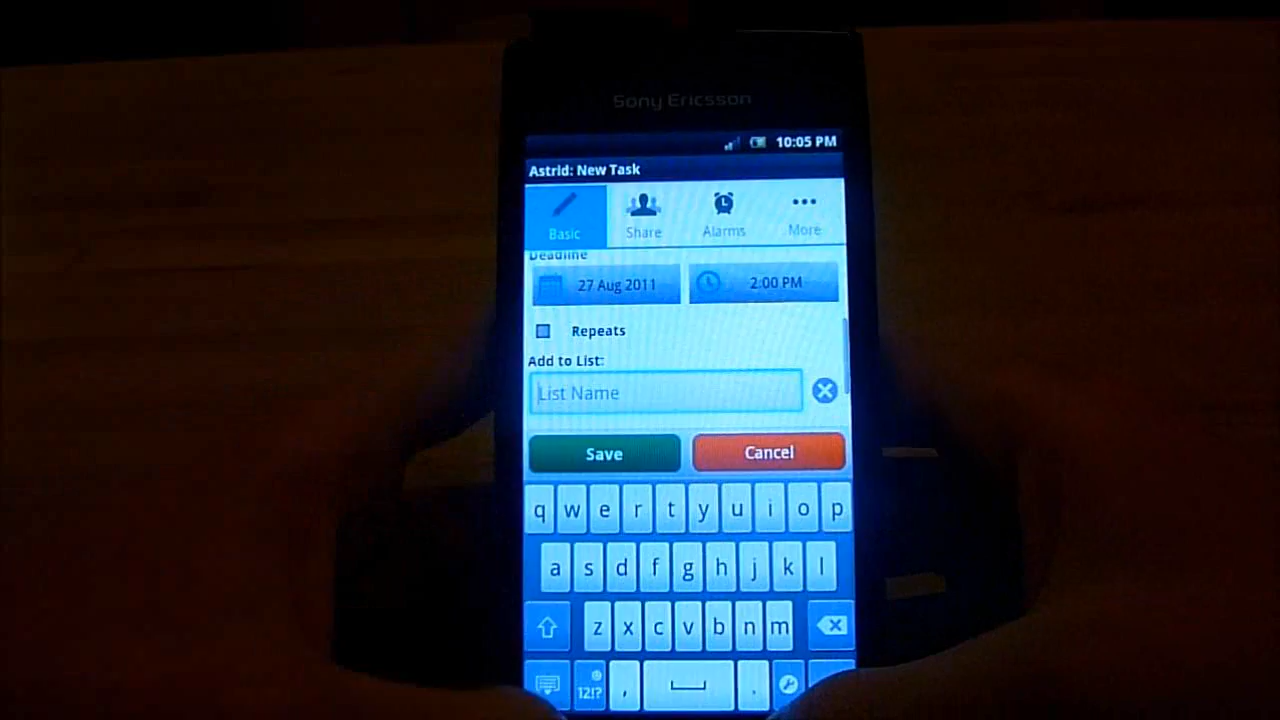 Sony Ericsson
10:05 PM
Astrid: New Task
Basic Share Alarms More
Deadline
27 Aug 2011 2:00 PM
Repeats
Add to List:
List Name
Save Cancel
q w e r t y u i o p
a s d f g h j k l
z x c v b n m
12!? , .